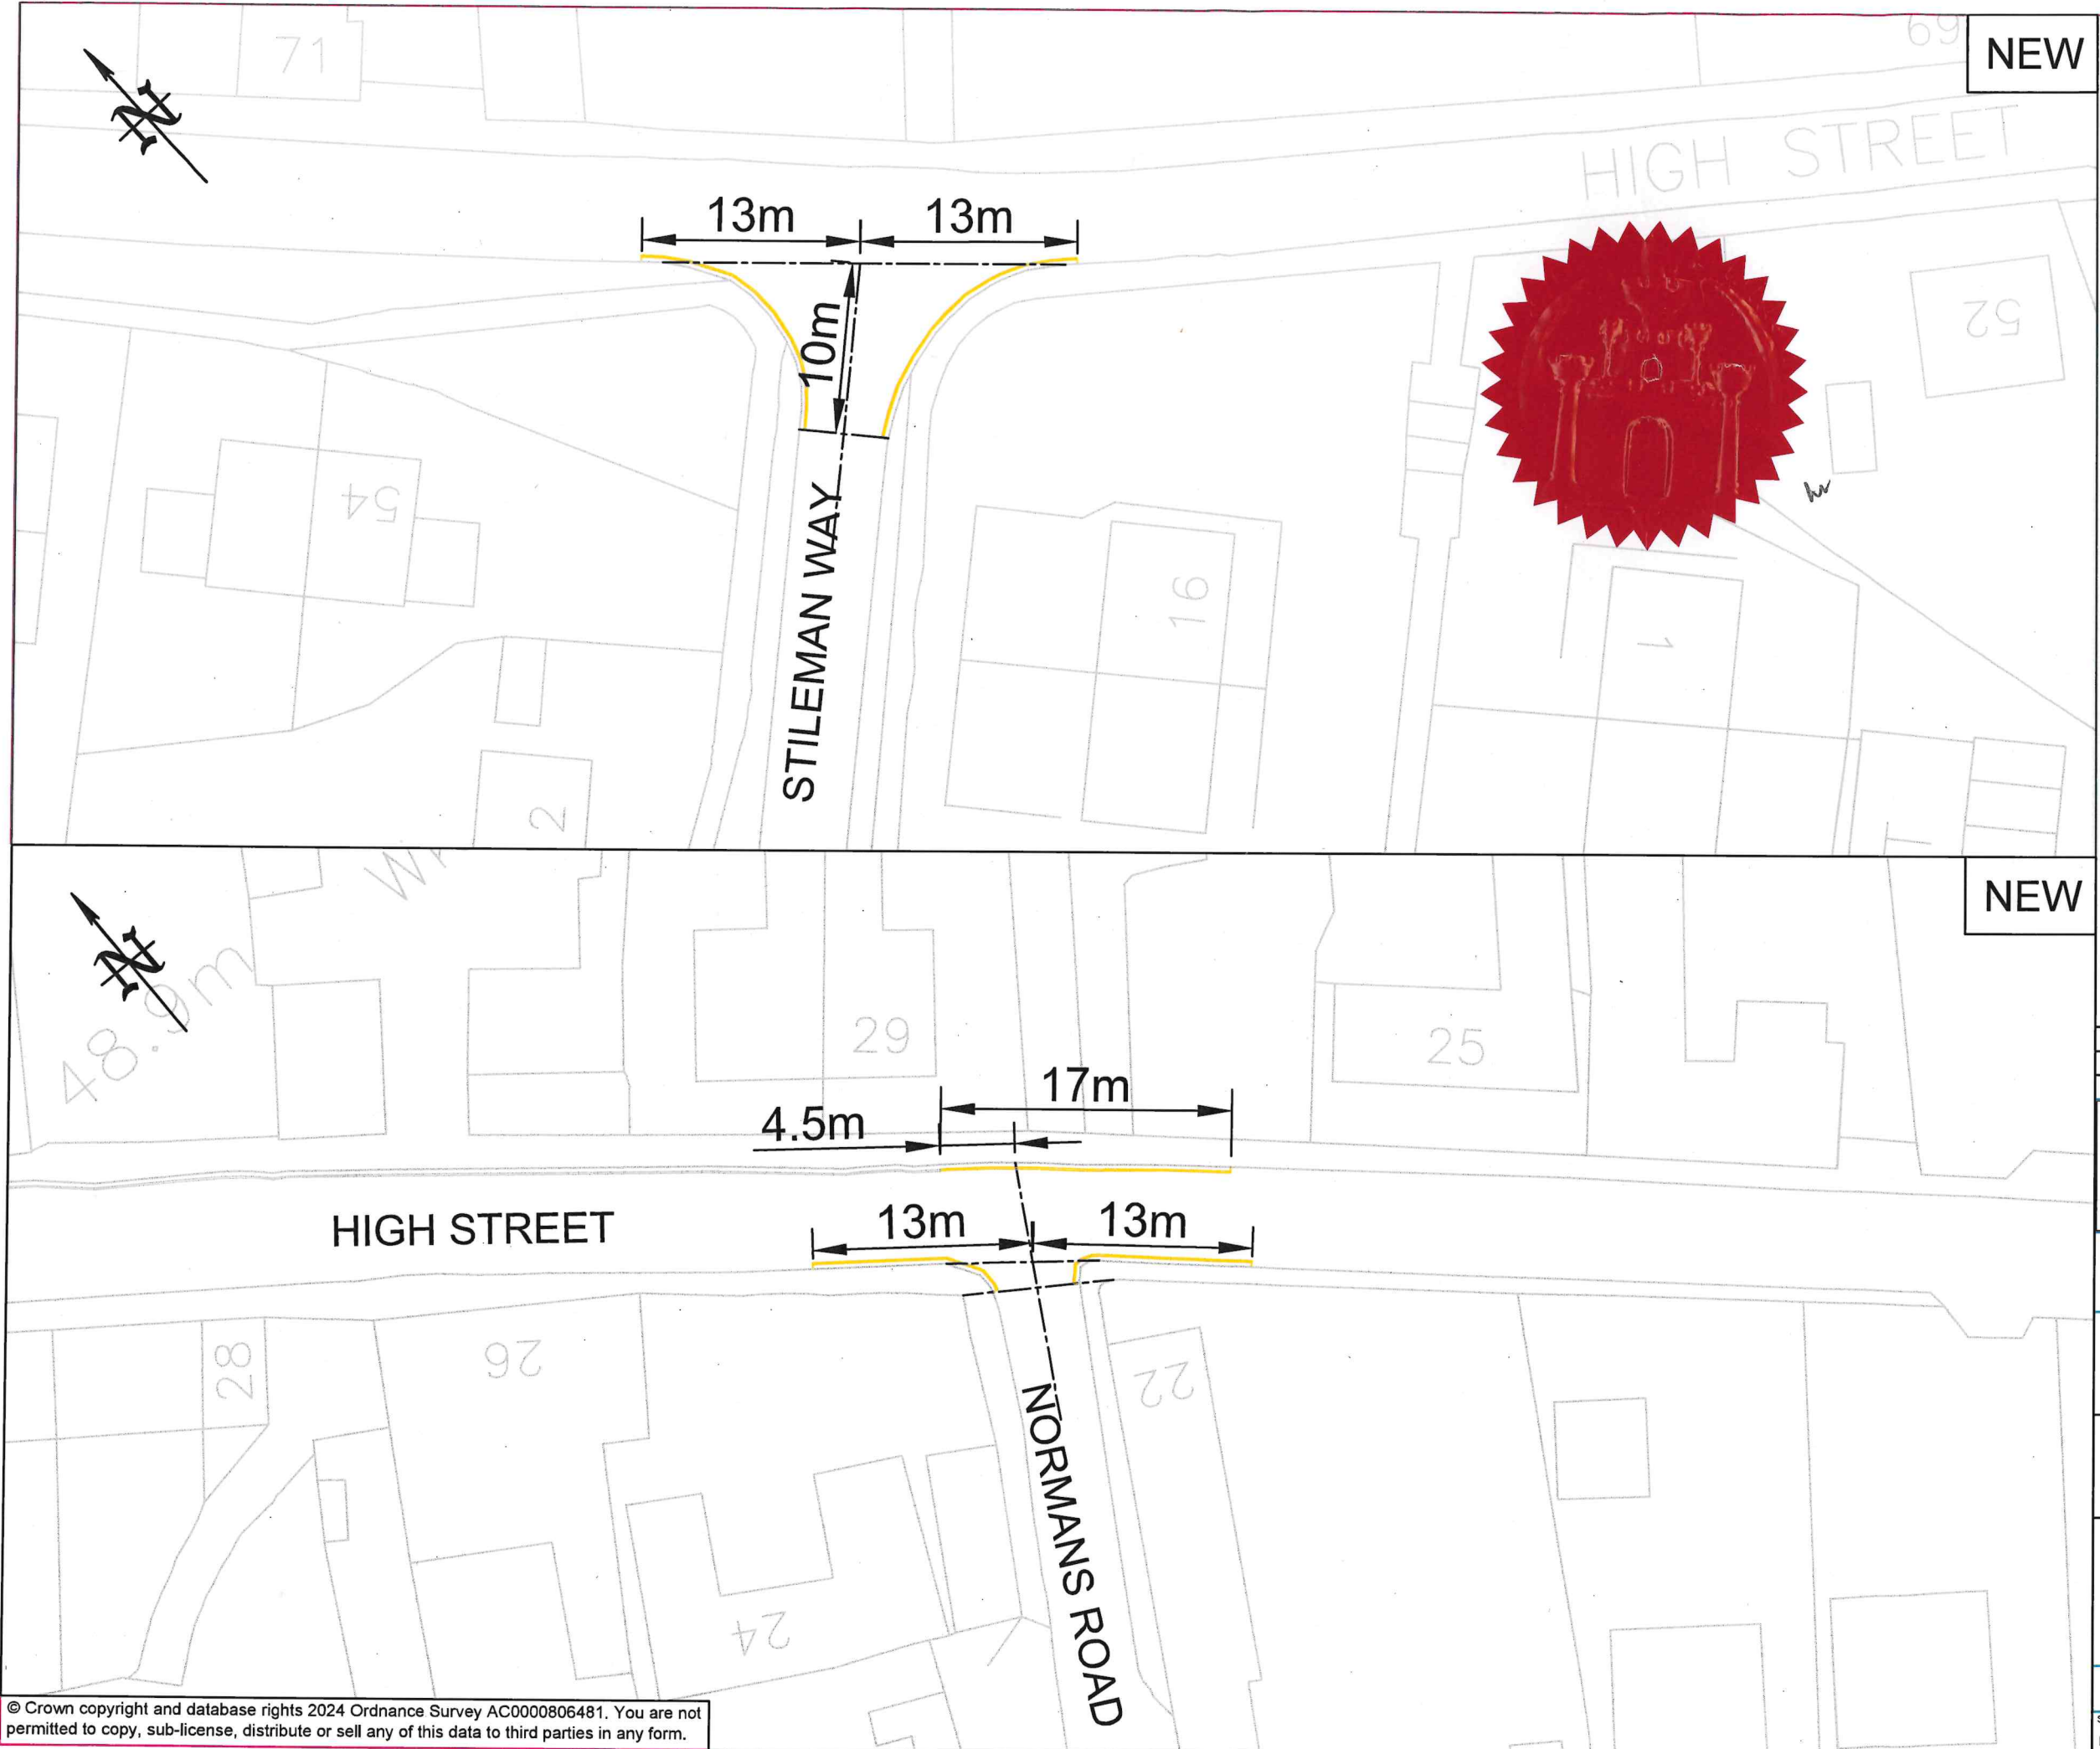 71
69
NEW
N
HIGH STREET
13m
13m
10m
52
54
STILEMAN WAY
16
1
2
NEW
N
48.9m
29
25
17m
4.5m
HIGH STREET
13m
13m
28
26
22
NORMANS ROAD
24
© Crown copyright and database rights 2024 Ordnance Survey AC0000806481. You are not
permitted to copy, sub-license, distribute or sell any of this data to third parties in any form.